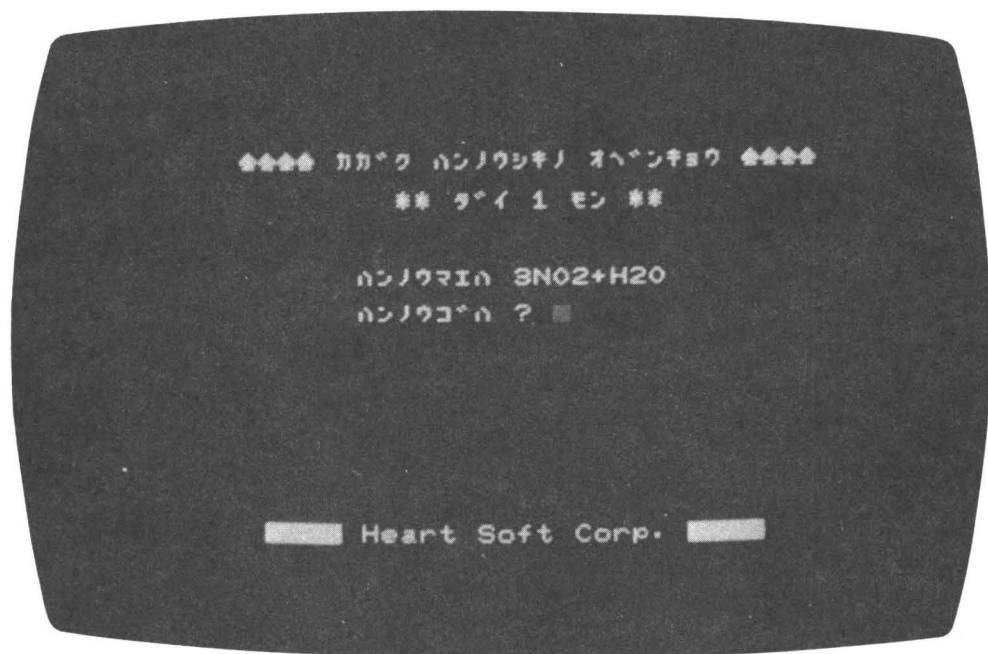 ♠♠♠♠ カガク ハンノウシキノ オベンキョウ ♠♠♠♠
** ダイ 1 モン **
ハンノウマエハ 3NO2+H2O
ハンノウゴハ ?
Heart Soft Corp.